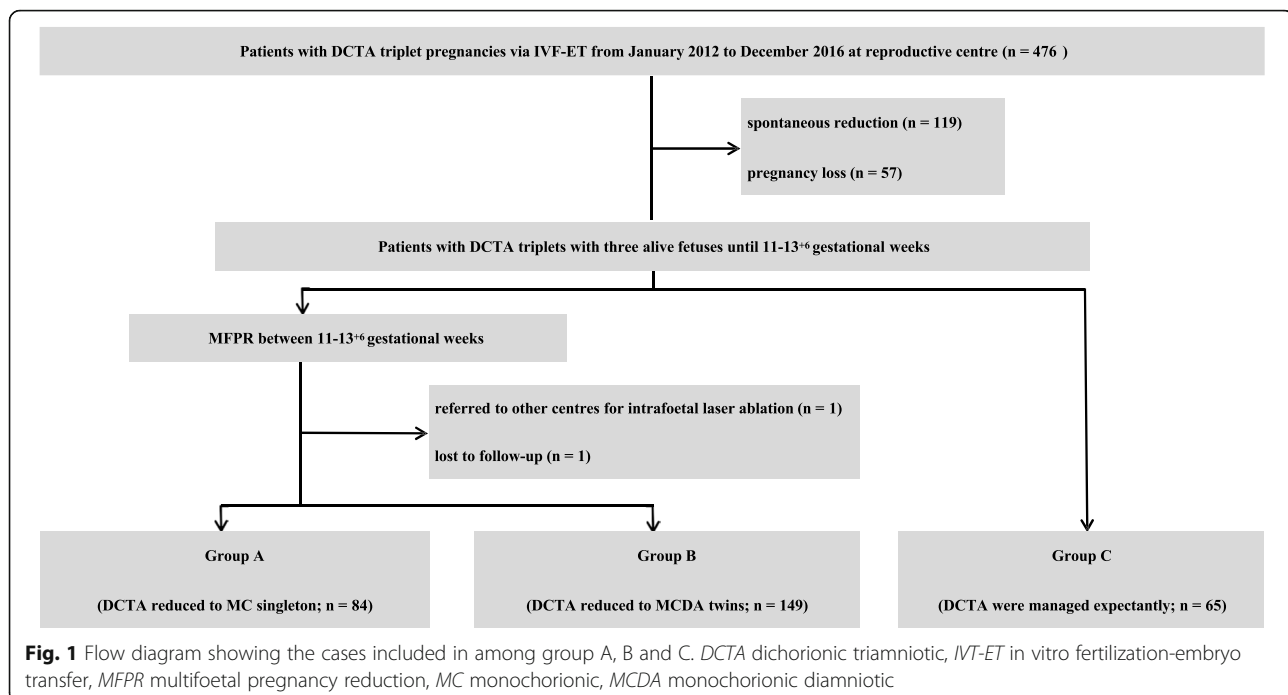 Patients with DCTA triplet pregnancies via IVF-ET from January 2012 to December 2016 at reproductive centre (n = 476 )
spontaneous reduction (n = 119)
pregnancy loss (n = 57)
Patients with DCTA triplets with three alive fetuses until 11-13+6 gestational weeks
MFPR between 11-13+6 gestational weeks
referred to other centres for intrafoetal laser ablation (n = 1)
lost to follow-up (n = 1)
Group A
(DCTA reduced to MC singleton; n = 84)
Group B
(DCTA reduced to MCDA twins; n = 149)
Group C
(DCTA were managed expectantly; n = 65)
Fig. 1 Flow diagram showing the cases included in among group A, B and C. DCTA dichorionic triamniotic, IVT-ET in vitro fertilization-embryo
transfer, MFPR multifoetal pregnancy reduction, MC monochorionic, MCDA monochorionic diamniotic